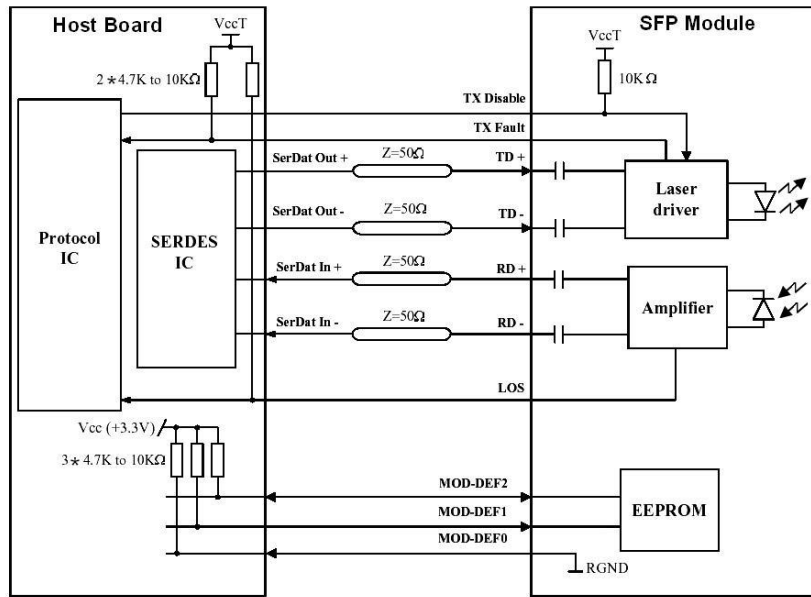 Host Board
SFP Module
VccT
VccT
2*4.7K to 10KΩ
10KΩ
TX Disable
TX Fault
SerDat Out +
Z=50Ω
TD +
SerDat Out -
Z=50Ω
TD -
Laser driver
Protocol IC
SERDES IC
SerDat In +
Z=50Ω
RD +
SerDat In -
Z=50Ω
RD -
Amplifier
LOS
Vcc (+3.3V)
3*4.7K to 10KΩ
MOD-DEF2
MOD-DEF1
MOD-DEF0
EEPROM
RGND